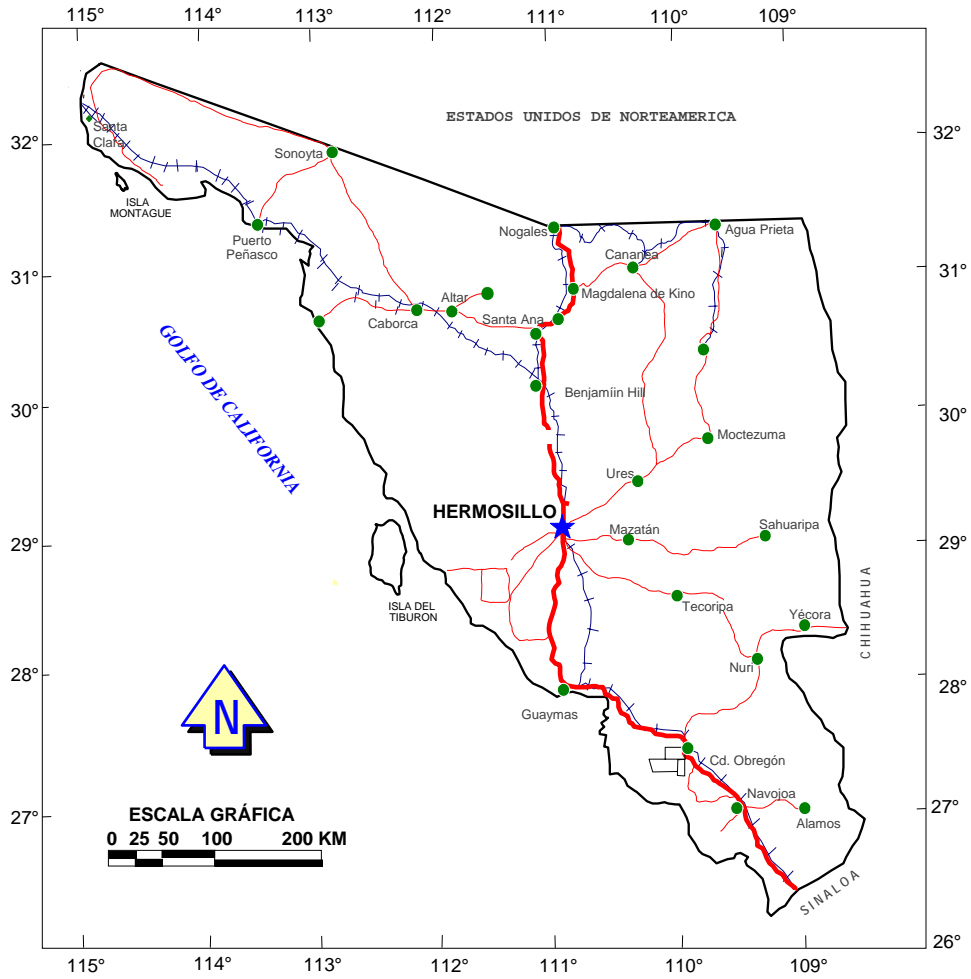 115°
114°
113°
112°
111°
110°
109°
ESTADOS UNIDOS DE NORTEAMERICA
32°
32°
Santa
Clara
Sonoyta
ISLA
MONTAGUE
Nogales
Agua Prieta
Puerto
Peñasco
Cananea
31°
31°
Magdalena de Kino
Altar
Caborca
Santa Ana
GOLFO DE CALIFORNIA
Benjamiín Hill
30°
30°
Moctezuma
Ures
HERMOSILLO
Mazatán
Sahuaripa
29°
29°
ISLA DEL
TIBURON
Tecoripa
Yécora
CHIHUAHUA
Nuri
28°
28°
N
Guaymas
Cd. Obregón
Navojoa
Alamos
27°
27°
ESCALA GRÁFICA
0 25 50 100 200 KM
SINALOA
26°
26°
115°
114°
113°
112°
111°
110°
109°